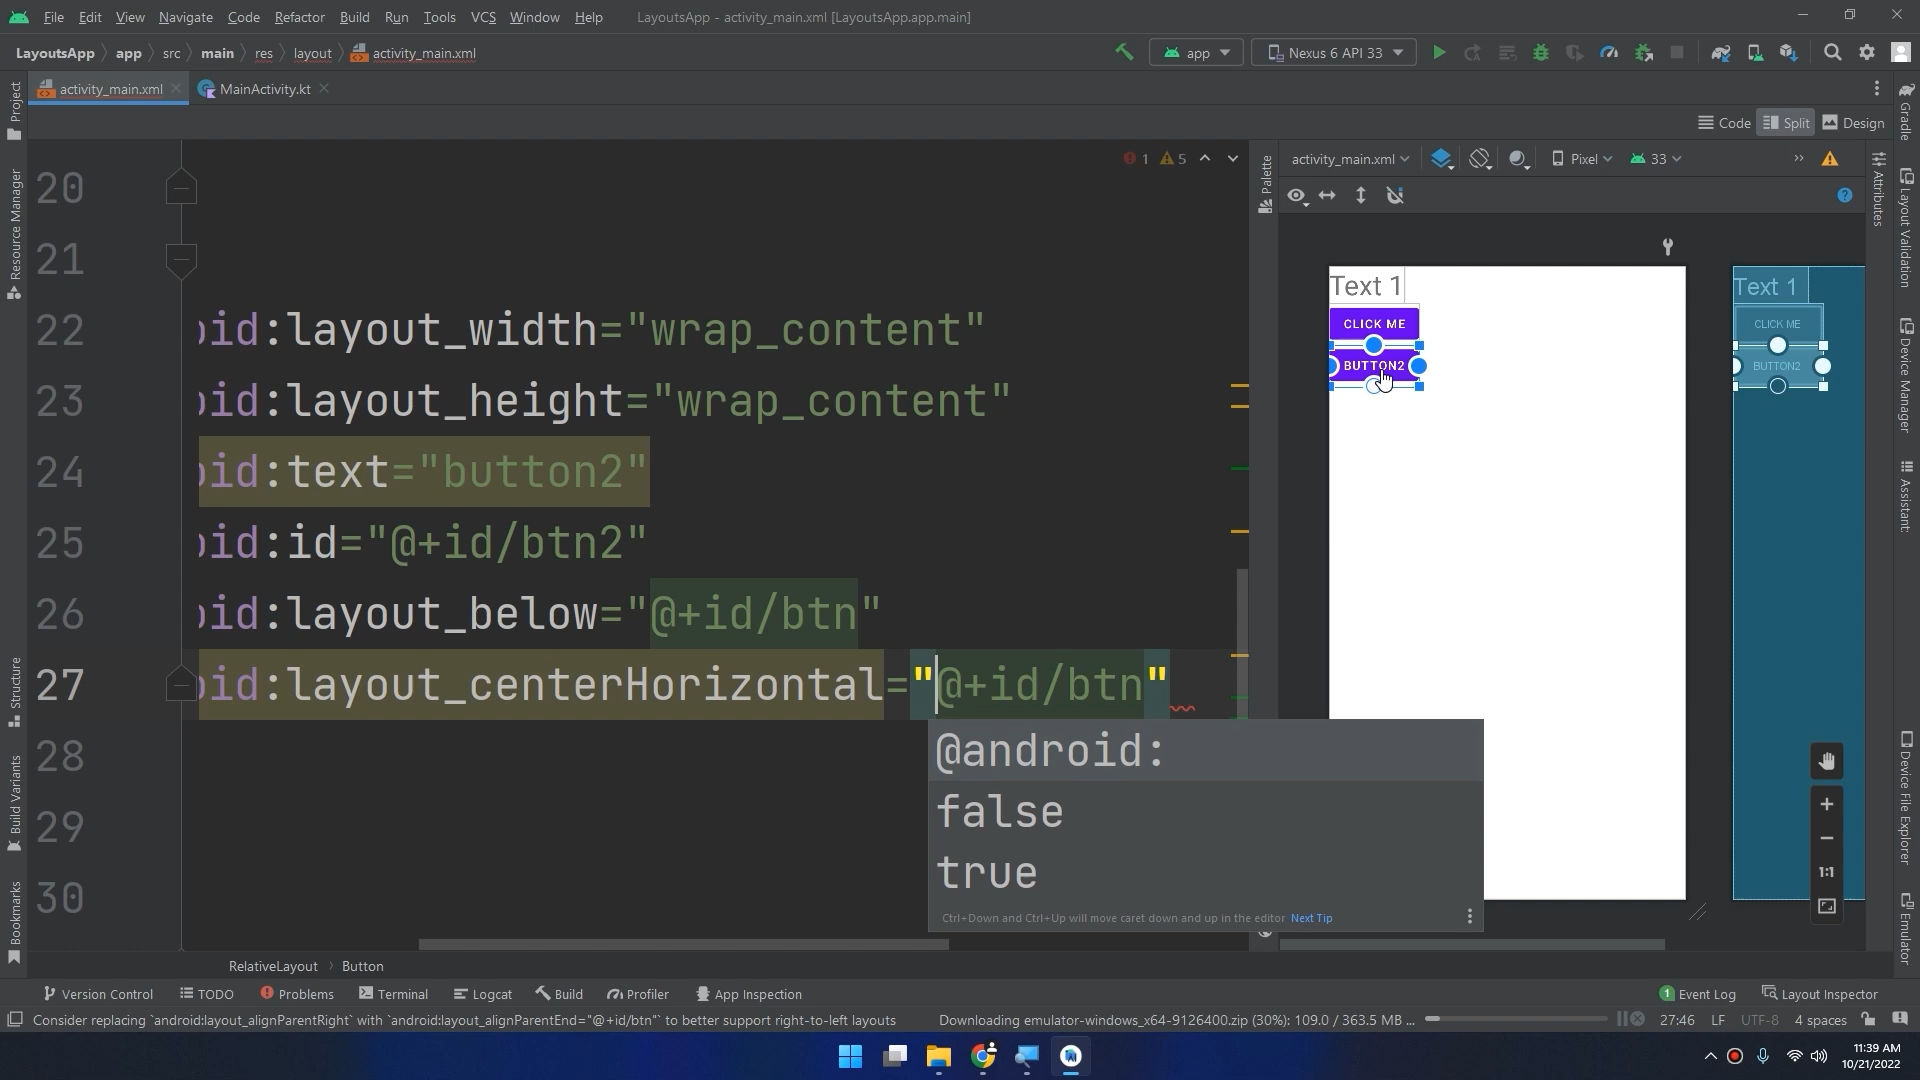 File Edit View Navigate Code Refactor Build Run Tools VCS Window Help LayoutsApp - activity_main.xml [LayoutsApp.app.main]
LayoutsApp app src main res layout activity_main.xml app Nexus 6 API 33
activity_main.xml MainActivity.kt
Code Split Design
1 5 activity_main.xml Pixel 33
Project
Resource Manager
Structure
Build Variants
Bookmarks
20
21
22 oid:layout_width="wrap_content"
23 oid:layout_height="wrap_content"
24 oid:text="button2"
25 oid:id="@+id/btn2"
26 oid:layout_below="@+id/btn"
27 oid:layout_centerHorizontal="@+id/btn"
28
29
30
@android:
false
true
Ctrl+Down and Ctrl+Up will move caret down and up in the editor Next Tip
Palette
Text 1
CLICK ME
BUTTON2
Text 1
CLICK ME
BUTTON2
1:1
Attributes
Gradle
Layout Validation
Device Manager
Assistant
Device File Explorer
Emulator
RelativeLayout Button
Version Control TODO Problems Terminal Logcat Build Profiler App Inspection 1 Event Log Layout Inspector
Consider replacing `android:layout_alignParentRight` with `android:layout_alignParentEnd="@+id/btn"` to better support right-to-left layouts Downloading emulator-windows_x64-9126400.zip (30%): 109.0 / 363.5 MB ... 27:46 LF UTF-8 4 spaces
11:39 AM
10/21/2022